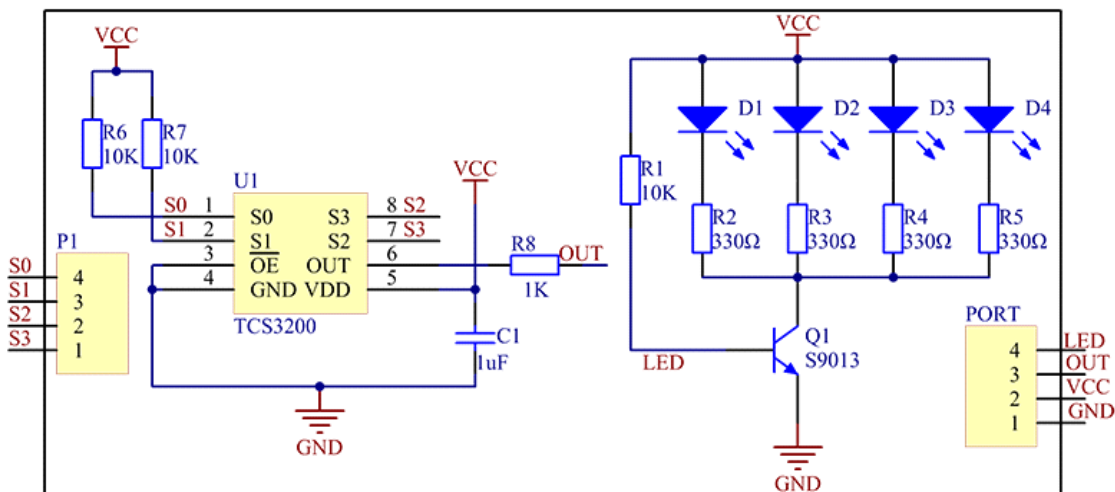 VCC
R6
10K
R7
10K
U1
S0 1 S0 S3 8 S2
S1 2 S1 S2 7 S3
3 OE OUT 6
4 GND VDD 5
TCS3200
VCC
R8
1K
OUT
C1
1uF
GND
P1
S0 4
S1 3
S2 2
S3 1
VCC
D1
D2
D3
D4
R1
10K
R2
330Ω
R3
330Ω
R4
330Ω
R5
330Ω
LED
Q1
S9013
GND
PORT
4 LED
3 OUT
2 VCC
1 GND